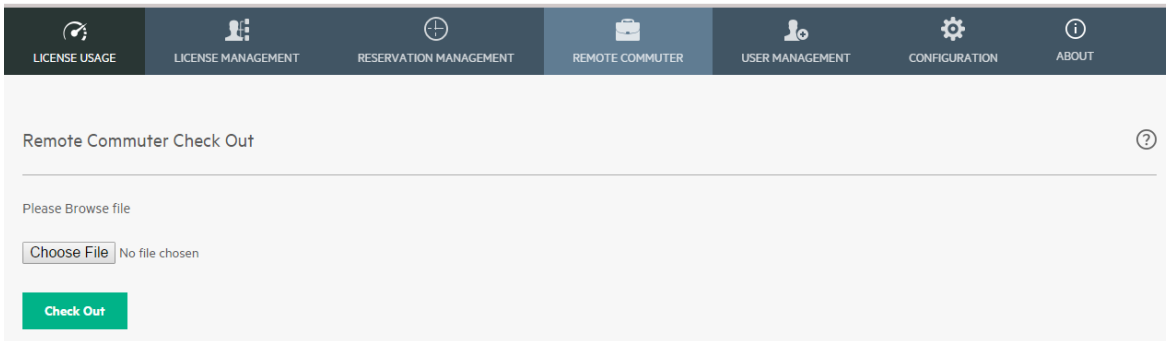 LICENSE USAGE LICENSE MANAGEMENT RESERVATION MANAGEMENT REMOTE COMMUTER USER MANAGEMENT CONFIGURATION ABOUT
Remote Commuter Check Out ?
Please Browse file
Choose File No file chosen
Check Out